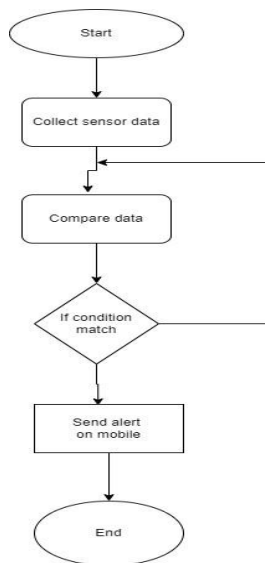 Start
Collect sensor data
Compare data
If condition
match
Send alert
on mobile
End